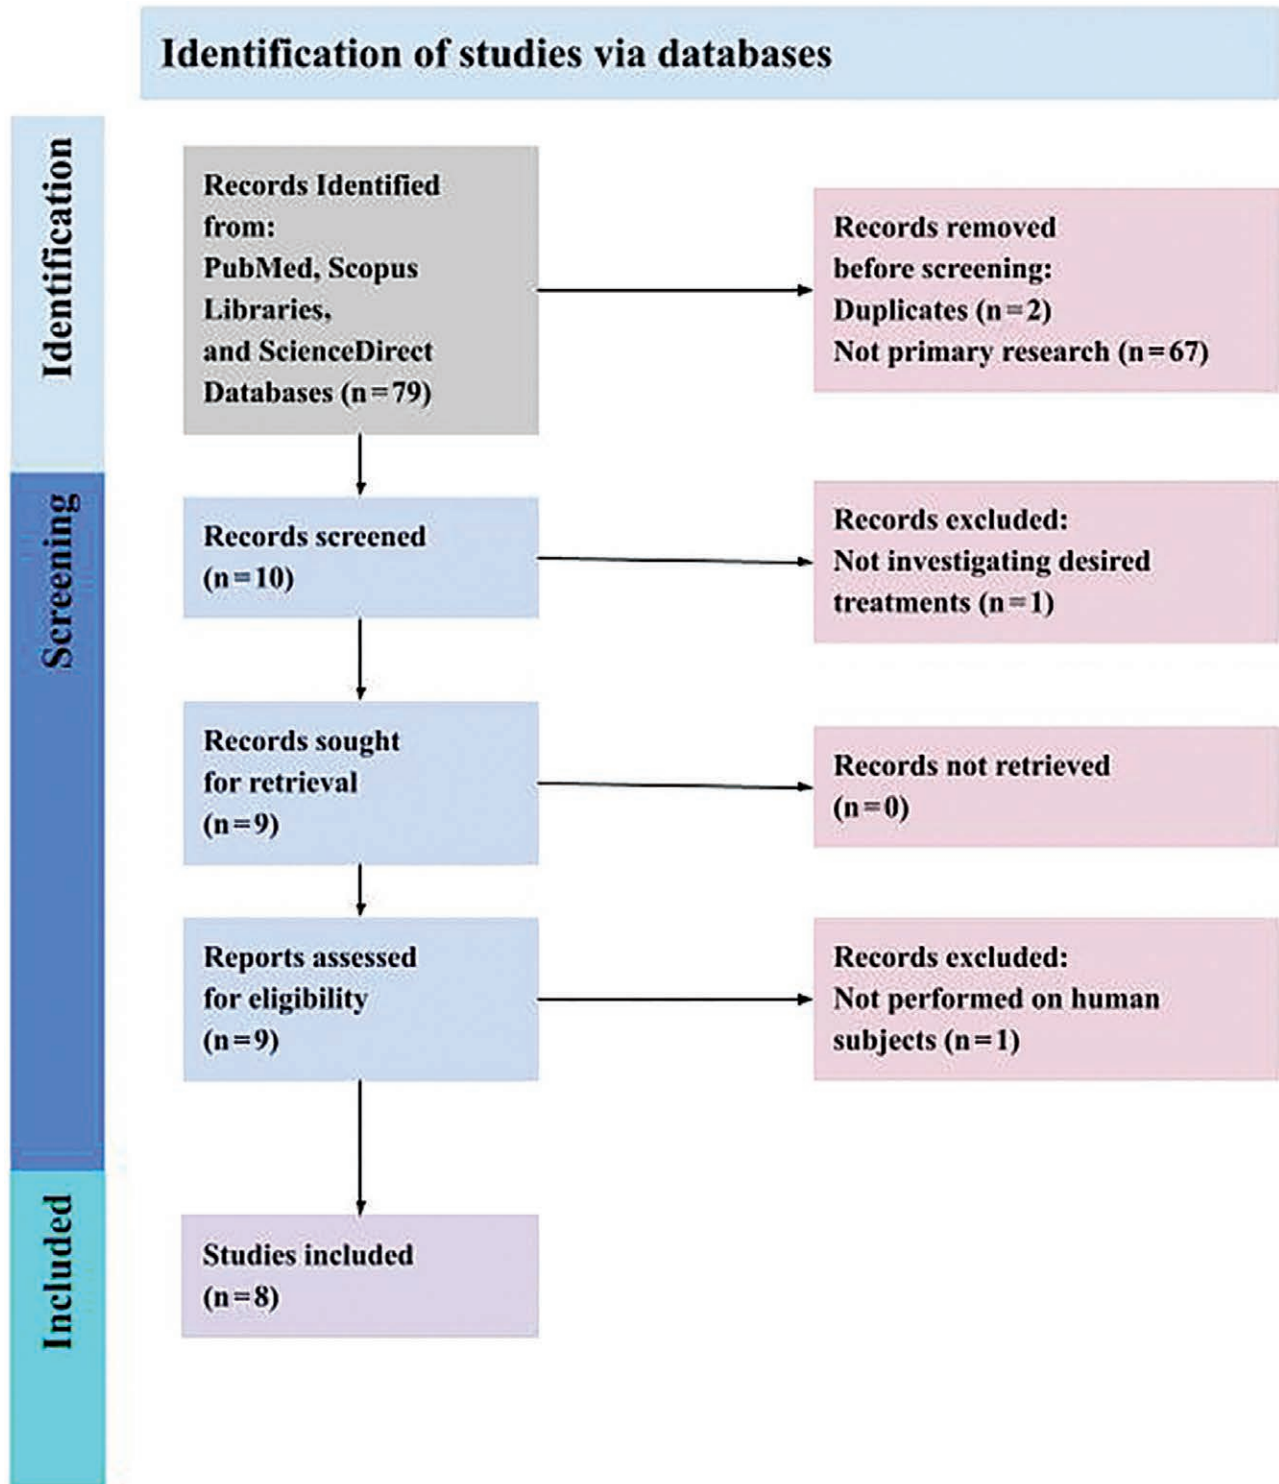 Identification of studies via databases
Identification
Records Identified
from:
PubMed, Scopus
Libraries,
and ScienceDirect
Databases (n=79)
Records removed
before screening:
Duplicates (n=2)
Not primary research (n=67)
Screening
Records screened
(n=10)
Records excluded:
Not investigating desired
treatments (n=1)
Records sought
for retrieval
(n=9)
Records not retrieved
(n=0)
Reports assessed
for eligibility
(n=9)
Records excluded:
Not performed on human
subjects (n=1)
Included
Studies included
(n=8)